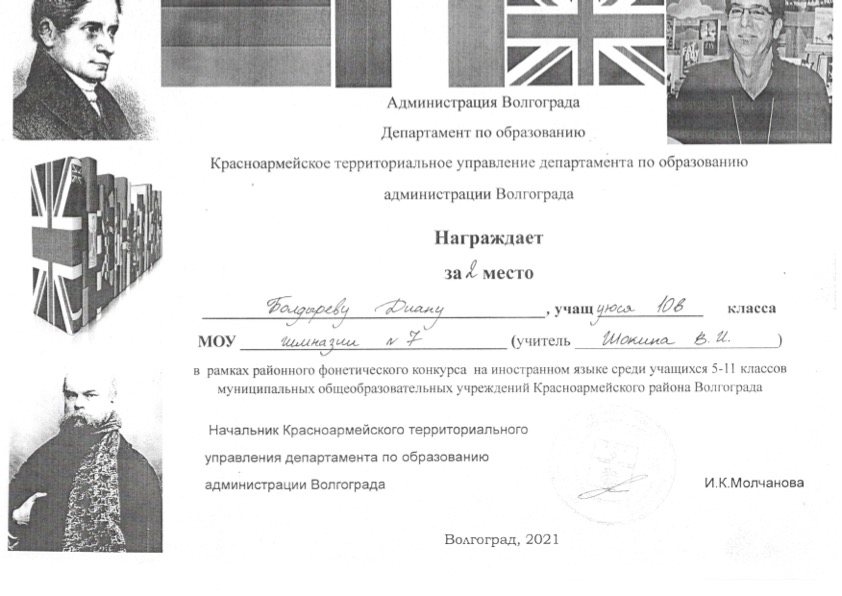 Администрация Волгограда
Департамент по образованию
Красноармейское территориальное управление департамента по образованию
администрации Волгограда
Награждает
за 2 место
Болдыреву Диану, учащуюся 10в класса
МОУ гимназии №7 (учитель Шокина В.И.)
в рамках районного фонетического конкурса на иностранном языке среди учащихся 5-11 классов
муниципальных общеобразовательных учреждений Красноармейского района Волгограда
Начальник Красноармейского территориального
управления департамента по образованию
администрации Волгограда И.К.Молчанова
Волгоград, 2021